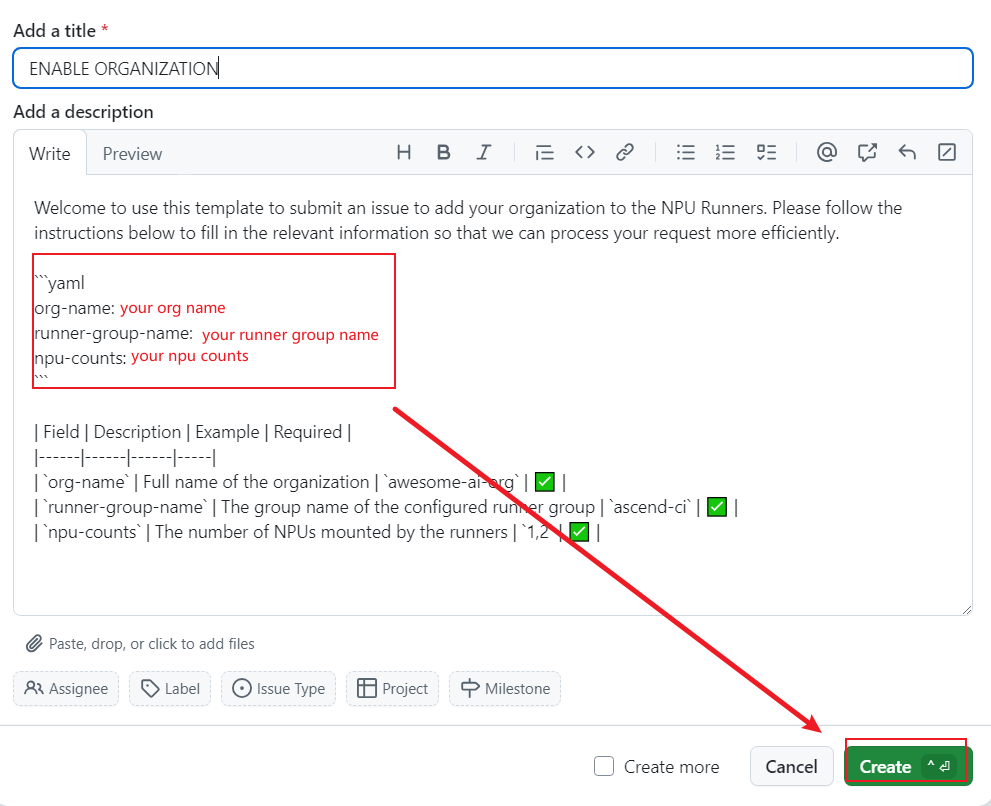 Add a title *
ENABLE ORGANIZATION
Add a description
Write Preview
Welcome to use this template to submit an issue to add your organization to the NPU Runners. Please follow the
instructions below to fill in the relevant information so that we can process your request more efficiently.
```yaml
org-name: your org name
runner-group-name: your runner group name
npu-counts: your npu counts
```
| Field | Description | Example | Required |
|------|------|------|-----|
| `org-name` | Full name of the organization | `awesome-ai-org` | ✅ |
| `runner-group-name` | The group name of the configured runner group | `ascend-ci` | ✅ |
| `npu-counts` | The number of NPUs mounted by the runners | `1,2` | ✅ |
Paste, drop, or click to add files
Assignee Label Issue Type Project Milestone
Create more Cancel Create ^ ⏎